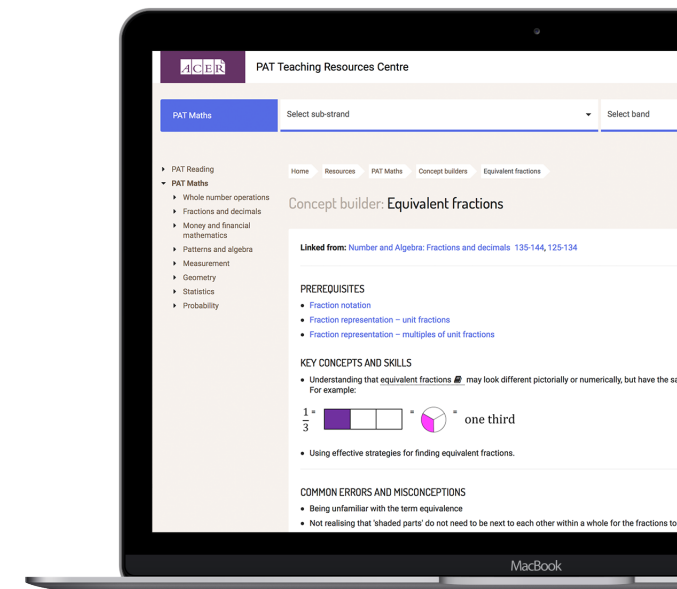 ACER
PAT Teaching Resources Centre
PAT Maths
Select sub-strand
Select band
PAT Reading
PAT Maths
Whole number operations
Fractions and decimals
Money and financial
mathematics
Patterns and algebra
Measurement
Geometry
Statistics
Probability
Home Resources PAT Maths Concept builders Equivalent fractions
Concept builder: Equivalent fractions
Linked from: Number and Algebra: Fractions and decimals 135-144, 125-134
PREREQUISITES
• Fraction notation
• Fraction representation – unit fractions
• Fraction representation – multiples of unit fractions
KEY CONCEPTS AND SKILLS
• Understanding that equivalent fractions may look different pictorially or numerically, but have the sa
For example:
1/3 = = = one third
• Using effective strategies for finding equivalent fractions.
COMMON ERRORS AND MISCONCEPTIONS
• Being unfamiliar with the term equivalence
• Not realising that 'shaded parts' do not need to be next to each other within a whole for the fractions to
MacBook